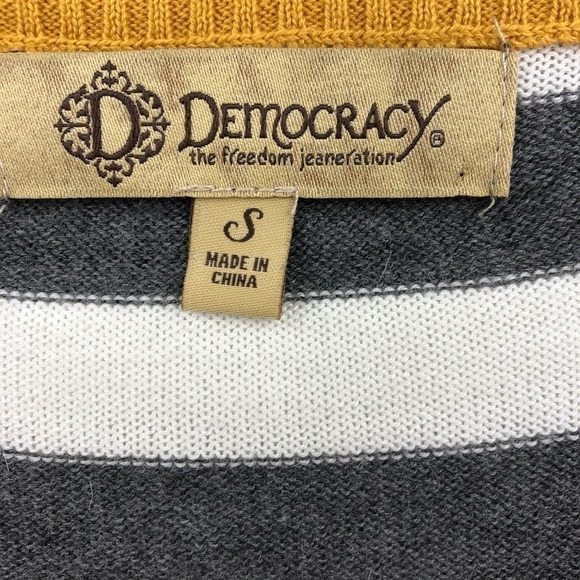 D DEMOCRACY®
the freedom jeaneration
S
MADE IN
CHINA